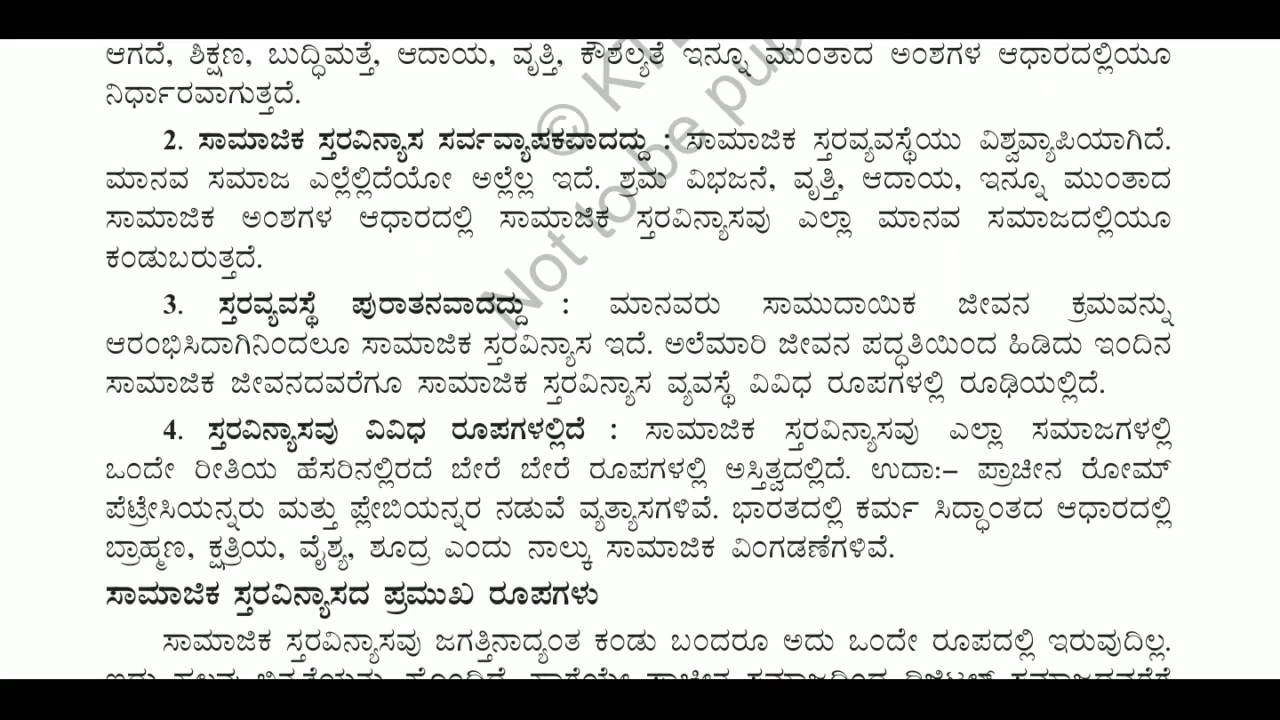 ಆಗದೆ, ಶಿಕ್ಷಣ, ಬುದ್ಧಿಮತ್ತೆ, ಆದಾಯ, ವೃತ್ತಿ, ಕೌಶಲ್ಯತೆ ಇನ್ನೂ ಮುಂತಾದ ಅಂಶಗಳ ಆಧಾರದಲ್ಲಿಯೂ
ನಿರ್ಧಾರವಾಗುತ್ತದೆ.
2. ಸಾಮಾಜಿಕ ಸ್ತರವಿನ್ಯಾಸ ಸರ್ವವ್ಯಾಪಕವಾದದ್ದು : ಸಾಮಾಜಿಕ ಸ್ತರವ್ಯವಸ್ಥೆಯು ವಿಶ್ವವ್ಯಾಪಿಯಾಗಿದೆ.
ಮಾನವ ಸಮಾಜ ಎಲ್ಲೆಲ್ಲಿದೆಯೋ ಅಲ್ಲೆಲ್ಲ ಇದೆ. ಶ್ರಮ ವಿಭಜನೆ, ವೃತ್ತಿ, ಆದಾಯ, ಇನ್ನೂ ಮುಂತಾದ
ಸಾಮಾಜಿಕ ಅಂಶಗಳ ಆಧಾರದಲ್ಲಿ ಸಾಮಾಜಿಕ ಸ್ತರವಿನ್ಯಾಸವು ಎಲ್ಲಾ ಮಾನವ ಸಮಾಜದಲ್ಲಿಯೂ
ಕಂಡುಬರುತ್ತದೆ.
3. ಸ್ತರವ್ಯವಸ್ಥೆ ಪುರಾತನವಾದದ್ದು : ಮಾನವರು ಸಾಮುದಾಯಿಕ ಜೀವನ ಕ್ರಮವನ್ನು
ಆರಂಭಿಸಿದಾಗಿನಿಂದಲೂ ಸಾಮಾಜಿಕ ಸ್ತರವಿನ್ಯಾಸ ಇದೆ. ಅಲೆಮಾರಿ ಜೀವನ ಪದ್ಧತಿಯಿಂದ ಹಿಡಿದು ಇಂದಿನ
ಸಾಮಾಜಿಕ ಜೀವನದವರೆಗೂ ಸಾಮಾಜಿಕ ಸ್ತರವಿನ್ಯಾಸ ವ್ಯವಸ್ಥೆ ವಿವಿಧ ರೂಪಗಳಲ್ಲಿ ರೂಢಿಯಲ್ಲಿದೆ.
4. ಸ್ತರವಿನ್ಯಾಸವು ವಿವಿಧ ರೂಪಗಳಲ್ಲಿದೆ : ಸಾಮಾಜಿಕ ಸ್ತರವಿನ್ಯಾಸವು ಎಲ್ಲಾ ಸಮಾಜಗಳಲ್ಲಿ
ಒಂದೇ ರೀತಿಯ ಹೆಸರಿನಲ್ಲಿರದೆ ಬೇರೆ ಬೇರೆ ರೂಪಗಳಲ್ಲಿ ಅಸ್ತಿತ್ವದಲ್ಲಿದೆ. ಉದಾ:– ಪ್ರಾಚೀನ ರೋಮ್
ಪೆಟ್ರೇಸಿಯನ್ನರು ಮತ್ತು ಪ್ಲೇಬಿಯನ್ನರ ನಡುವೆ ವ್ಯತ್ಯಾಸಗಳಿವೆ. ಭಾರತದಲ್ಲಿ ಕರ್ಮ ಸಿದ್ಧಾಂತದ ಆಧಾರದಲ್ಲಿ
ಬ್ರಾಹ್ಮಣ, ಕ್ಷತ್ರಿಯ, ವೈಶ್ಯ, ಶೂದ್ರ ಎಂದು ನಾಲ್ಕು ಸಾಮಾಜಿಕ ವಿಂಗಡಣೆಗಳಿವೆ.
ಸಾಮಾಜಿಕ ಸ್ತರವಿನ್ಯಾಸದ ಪ್ರಮುಖ ರೂಪಗಳು
ಸಾಮಾಜಿಕ ಸ್ತರವಿನ್ಯಾಸವು ಜಗತ್ತಿನಾದ್ಯಂತ ಕಂಡು ಬಂದರೂ ಅದು ಒಂದೇ ರೂಪದಲ್ಲಿ ಇರುವುದಿಲ್ಲ.
© KT
Not to be pu